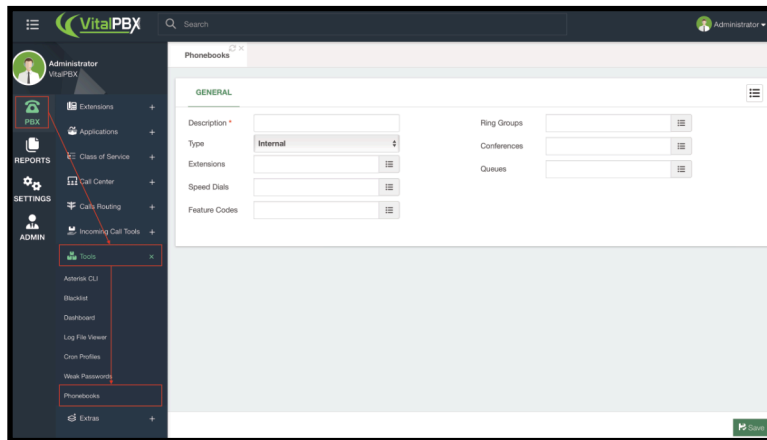 VitalPBX
Search
Administrator
Administrator
VitalPBX
PBX
REPORTS
SETTINGS
ADMIN
Extensions +
Applications +
Class of Service +
Call Center +
Calls Routing +
Incoming Call Tools +
Tools ×
Asterisk CLI
Blacklist
Dashboard
Log File Viewer
Cron Profiles
Weak Passwords
Phonebooks
Extras +
Phonebooks
GENERAL
Description *
Type Internal
Extensions
Speed Dials
Feature Codes
Ring Groups
Conferences
Queues
Save